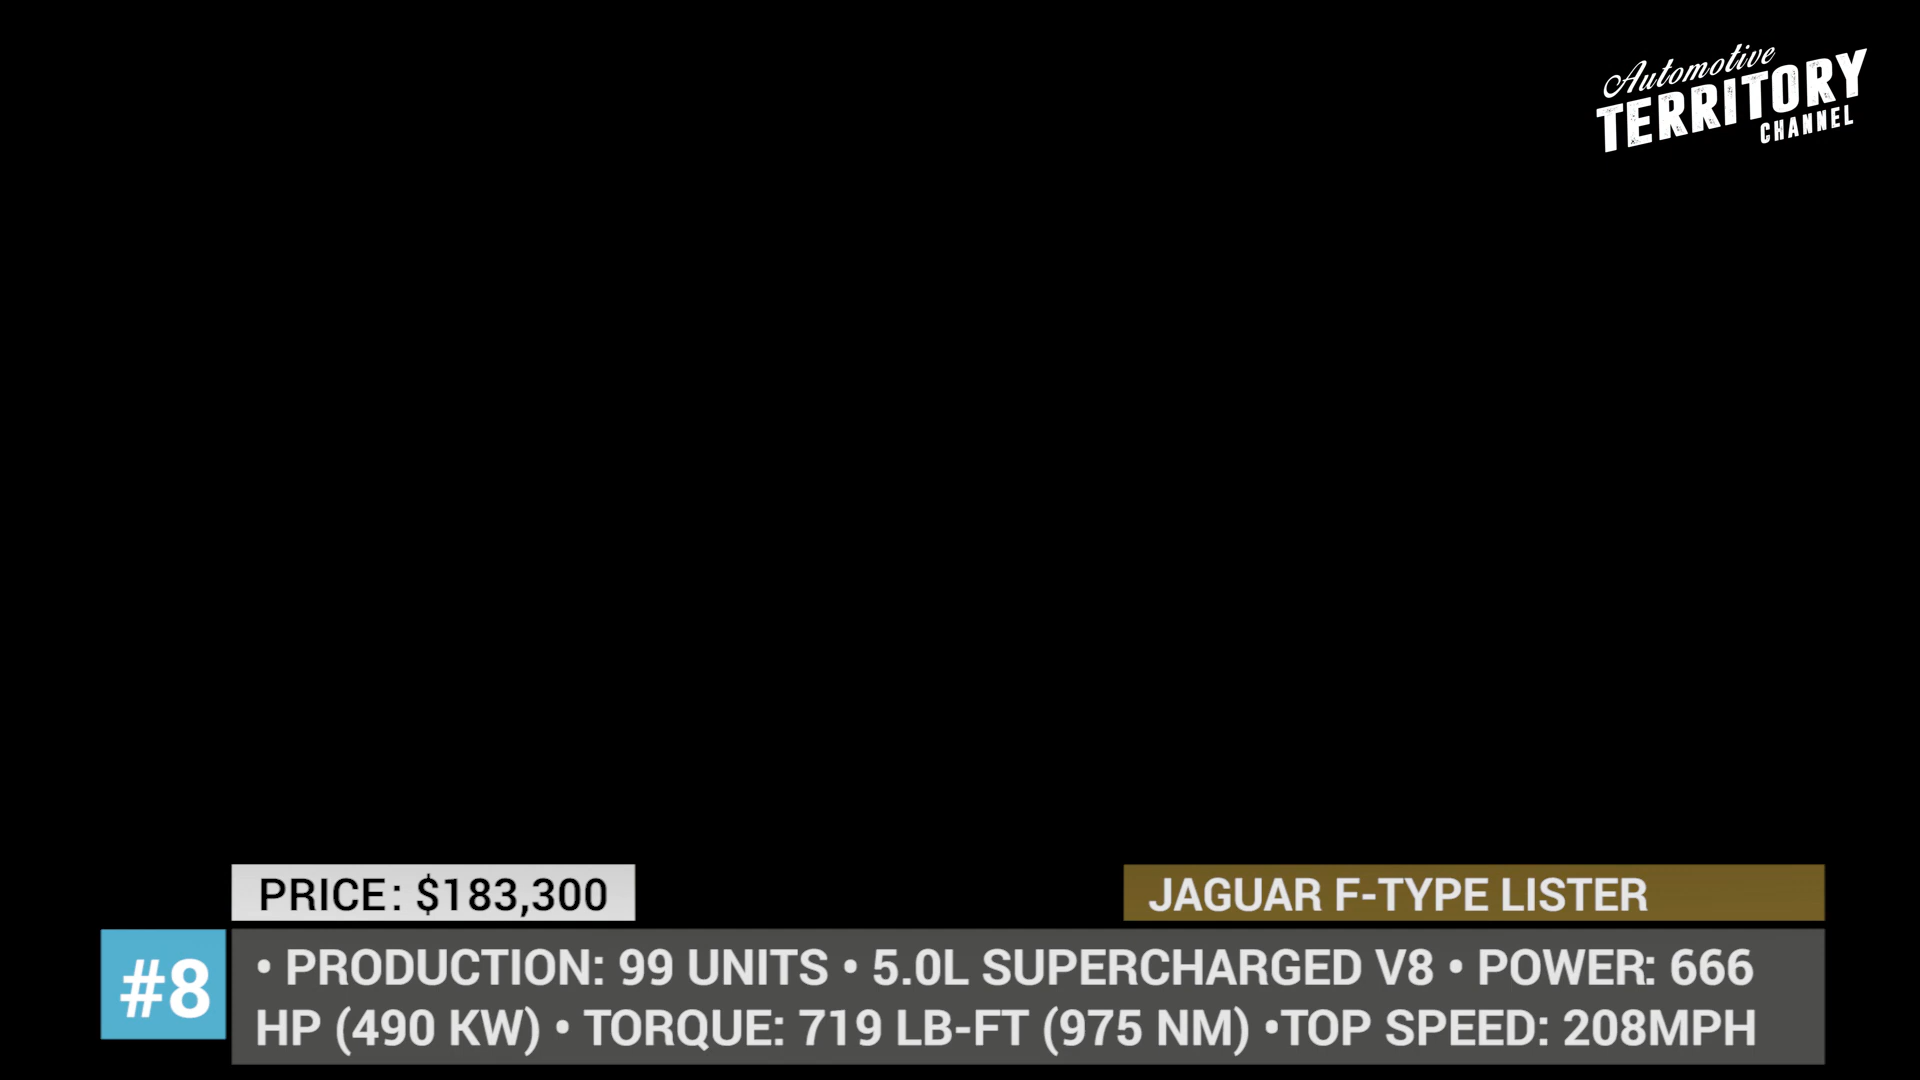 Automotive
TERRITORY
CHANNEL
PRICE: $183,300
JAGUAR F-TYPE LISTER
#8
• PRODUCTION: 99 UNITS • 5.0L SUPERCHARGED V8 • POWER: 666
HP (490 KW) • TORQUE: 719 LB-FT (975 NM) •TOP SPEED: 208MPH